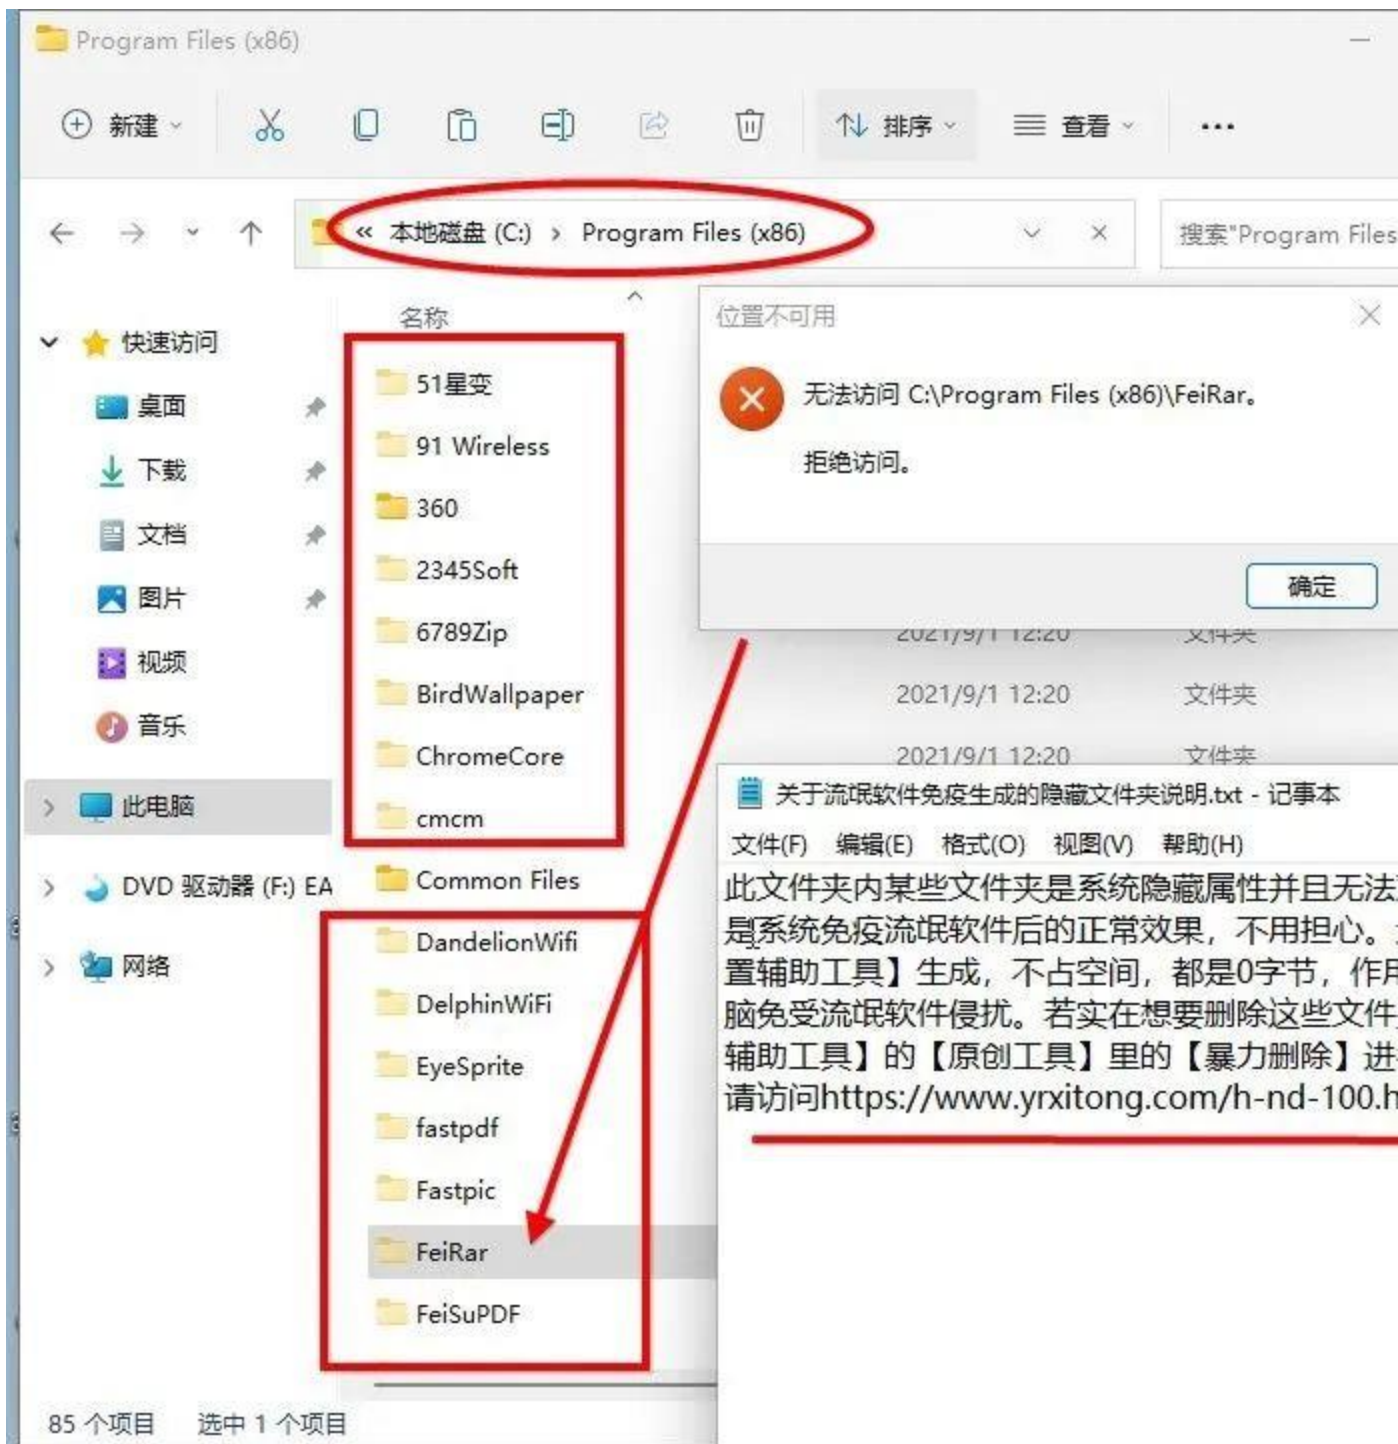 Program Files (x86)
新建
排序
查看
« 本地磁盘 (C:) › Program Files (x86)
搜索"Program Files
名称
快速访问
桌面
下载
文档
图片
视频
音乐
此电脑
DVD 驱动器 (F:) EA
网络
51星变
91 Wireless
360
2345Soft
6789Zip
BirdWallpaper
ChromeCore
cmcm
Common Files
DandelionWifi
DelphinWiFi
EyeSprite
fastpdf
Fastpic
FeiRar
FeiSuPDF
位置不可用
无法访问 C:\Program Files (x86)\FeiRar。
拒绝访问。
确定
2021/9/1 12:20 文件夹
2021/9/1 12:20 文件夹
2021/9/1 12:20 文件夹
关于流氓软件免疫生成的隐藏文件夹说明.txt - 记事本
文件(F) 编辑(E) 格式(O) 视图(V) 帮助(H)
此文件夹内某些文件夹是系统隐藏属性并且无法
是系统免疫流氓软件后的正常效果，不用担心。
置辅助工具】生成，不占空间，都是0字节，作用
脑免受流氓软件侵扰。若实在想要删除这些文件
辅助工具】的【原创工具】里的【暴力删除】进
请访问https://www.yrxitong.com/h-nd-100.h
85 个项目 选中 1 个项目